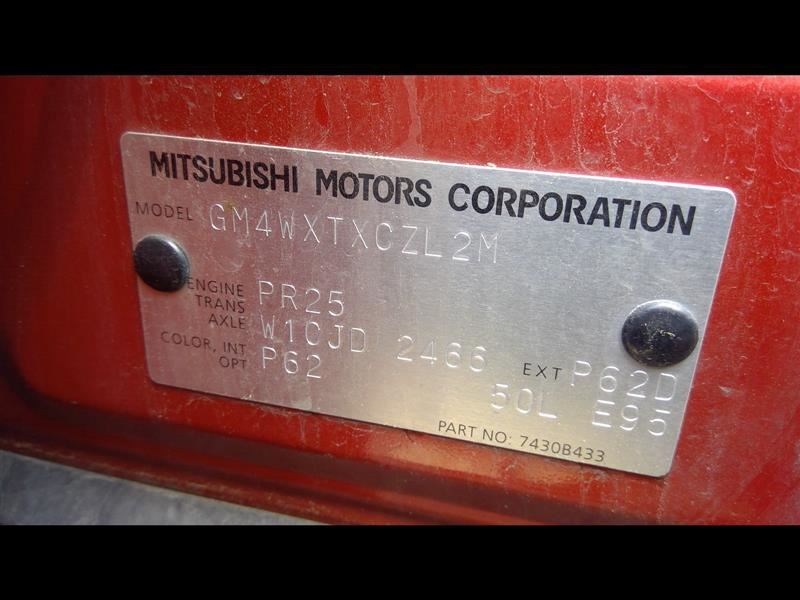 MITSUBISHI MOTORS CORPORATION
MODEL GM4WXTXCZL2M
ENGINE PR25
TRANS
AXLE W1CJD 2466 EXT P62D
COLOR, INT P62
OPT 50L E95
PART NO: 7430B433